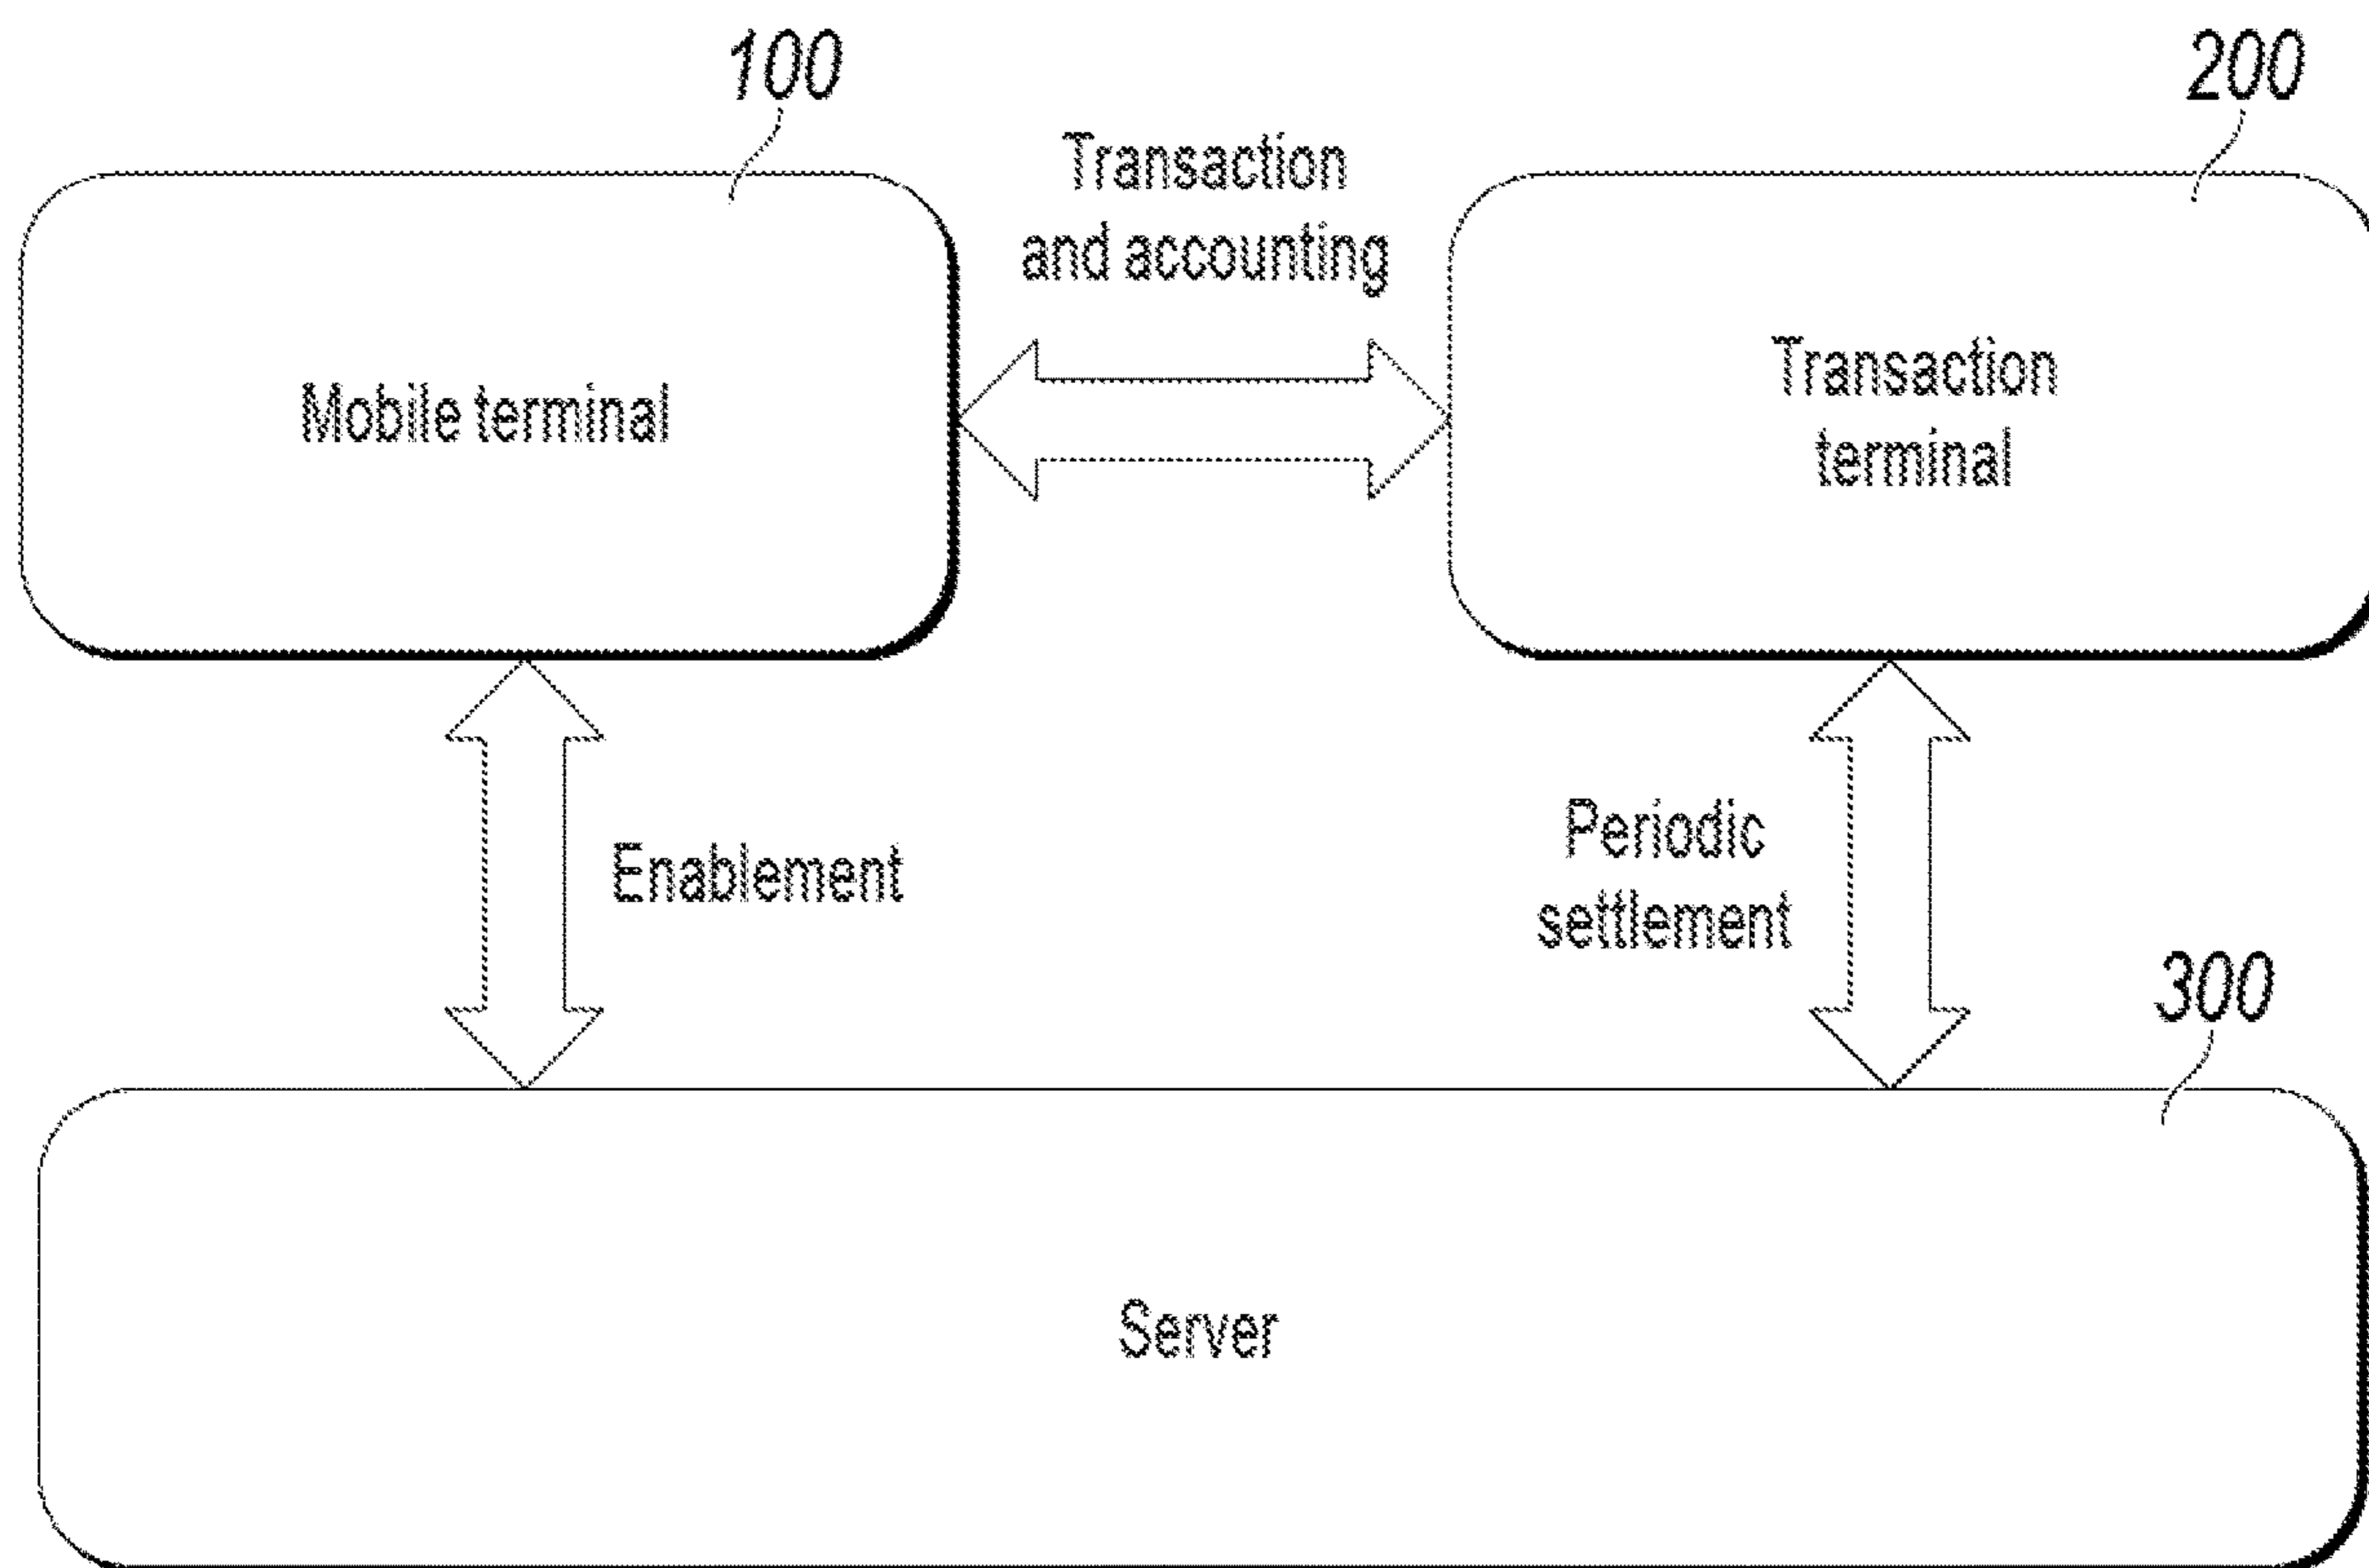 100
200
Transaction
and accounting
Mobile terminal
Transaction
terminal
Enablement
Periodic
settlement
300
Server